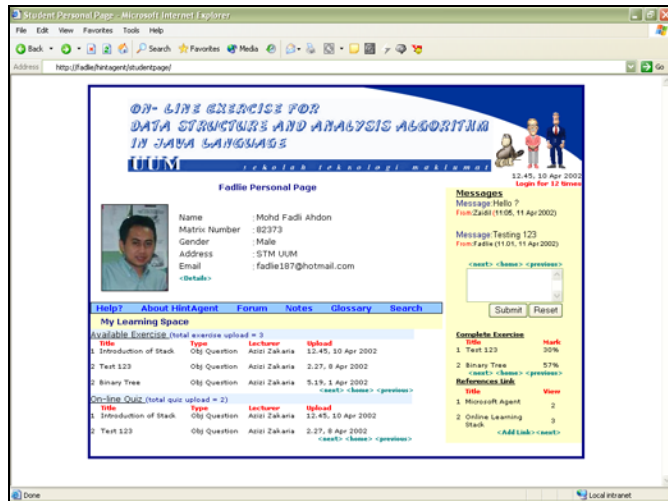 Student Personal Page - Microsoft Internet Explorer
File Edit View Favorites Tools Help
Back Search Favorites Media
Address http://fadlie/hintagent/studentpage/ Go
ON- LINE EXERCISE FOR
DATA STRUCTURE AND ANALYSIS ALGORITHM
IN JAVA LANGUAGE
UUM sekolah teknologi maklumat
12.45, 10 Apr 2002
Login for 12 times
Fadlie Personal Page
Name : Mohd Fadli Ahdon
Matrix Number : 82373
Gender : Male
Address : STM UUM
Email : fadlie187@hotmail.com
<Details>
Messages
Message:Hello ?
From:Zaidil (11:05, 11 Apr 2002)
Message:Testing 123
From:Fadlie (11.01, 11 Apr 2002)
<next> <home> <previous>
Submit Reset
Help? About HintAgent Forum Notes Glossary Search
My Learning Space
Available Exercise (total exercise upload = 3
Title Type Lecturer Upload
1 Introduction of Stack Obj Question Azizi Zakaria 12.45, 10 Apr 2002
2 Test 123 Obj Question Azizi Zakaria 2.27, 8 Apr 2002
2 Binary Tree Obj Question Azizi Zakaria 5.19, 1 Apr 2002
<next> <home> <previous>
On-line Quiz (total quiz upload = 2)
Title Type Lecturer Upload
1 Introduction of Stack Obj Question Azizi Zakaria 12.45, 10 Apr 2002
2 Test 123 Obj Question Azizi Zakaria 2.27, 8 Apr 2002
<next> <home> <previous>
Complete Exercise
Title Mark
1 Test 123 30%
2 Binary Tree 57%
<next> <home> <previous>
References Link
Title View
1 Microsoft Agent 2
2 Online Learning Stack 3
<Add Link> <next>
Done Local intranet